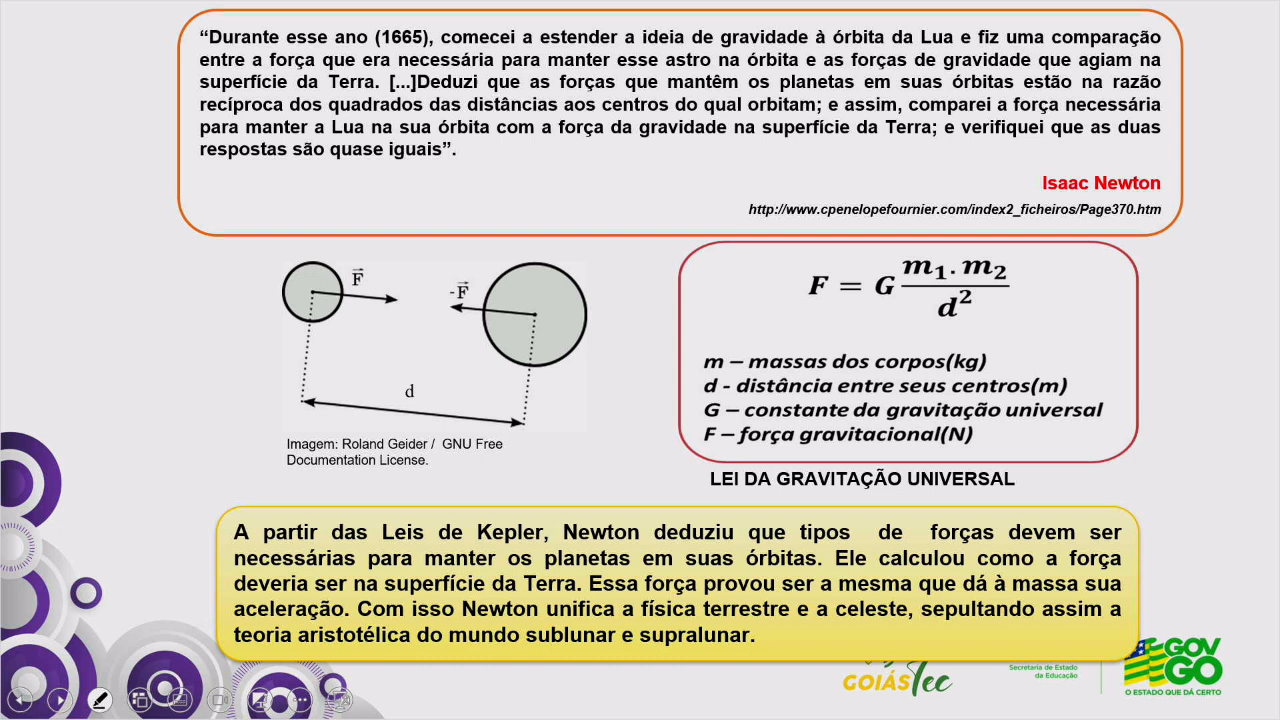 “Durante esse ano (1665), comecei a estender a ideia de gravidade à órbita da Lua e fiz uma comparação
entre a força que era necessária para manter esse astro na órbita e as forças de gravidade que agiam na
superfície da Terra. [...]Deduzi que as forças que mantêm os planetas em suas órbitas estão na razão
recíproca dos quadrados das distâncias aos centros do qual orbitam; e assim, comparei a força necessária
para manter a Lua na sua órbita com a força da gravidade na superfície da Terra; e verifiquei que as duas
respostas são quase iguais”.
Isaac Newton
http://www.cpenelopefournier.com/index2_ficheiros/Page370.htm
F
-F
d
Imagem: Roland Geider / GNU Free
Documentation License.
F = G m₁. m₂ / d²
m – massas dos corpos(kg)
d - distância entre seus centros(m)
G – constante da gravitação universal
F – força gravitacional(N)
LEI DA GRAVITAÇÃO UNIVERSAL
A partir das Leis de Kepler, Newton deduziu que tipos de forças devem ser
necessárias para manter os planetas em suas órbitas. Ele calculou como a força
deveria ser na superfície da Terra. Essa força provou ser a mesma que dá à massa sua
aceleração. Com isso Newton unifica a física terrestre e a celeste, sepultando assim a
teoria aristotélica do mundo sublunar e supralunar.
GOIÁSTec
Secretaria de Estado
da Educação
GOV
GO
O ESTADO QUE DÁ CERTO